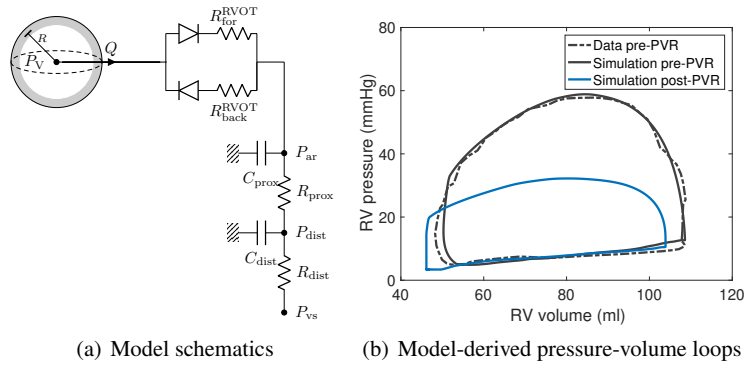 R
P_V
Q
R_for^RVOT
R_back^RVOT
P_ar
C_prox
R_prox
P_dist
C_dist
R_dist
P_vs
(a) Model schematics
80
60
40
20
0
RV pressure (mmHg)
Data pre-PVR
Simulation pre-PVR
Simulation post-PVR
40 60 80 100 120
RV volume (ml)
(b) Model-derived pressure-volume loops